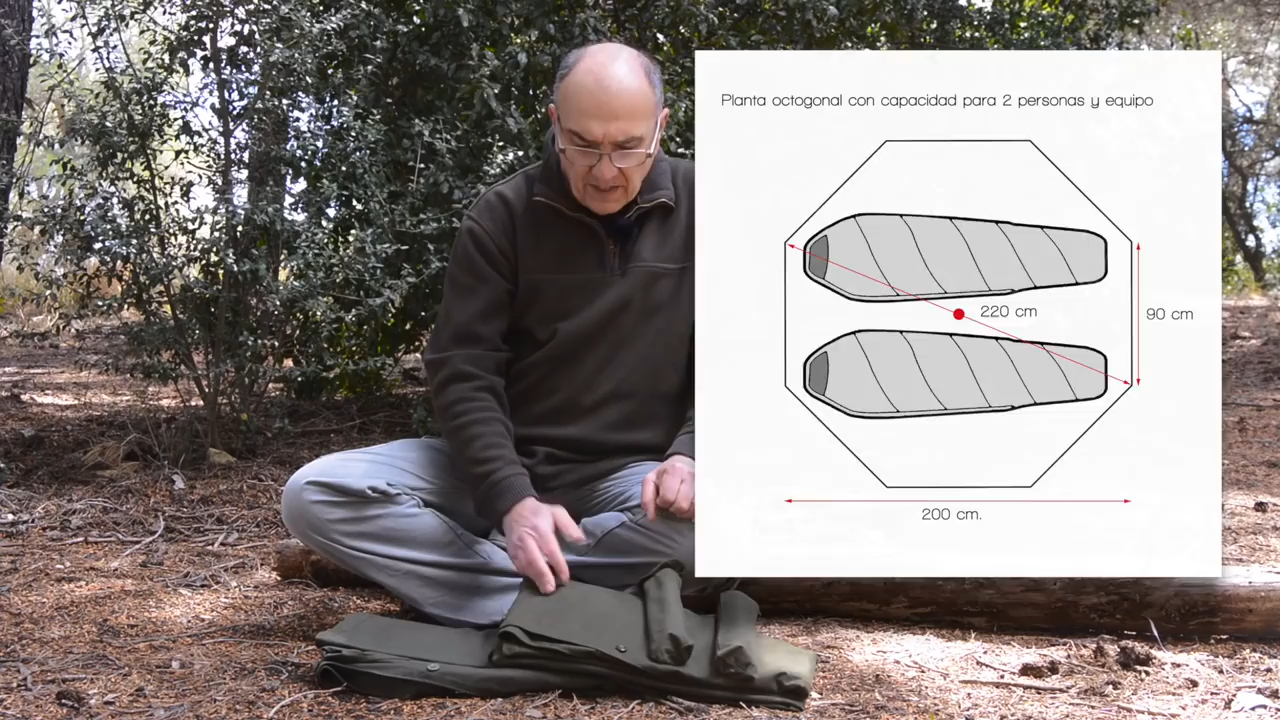 Planta octogonal con capacidad para 2 personas y equipo
220 cm
90 cm
200 cm.